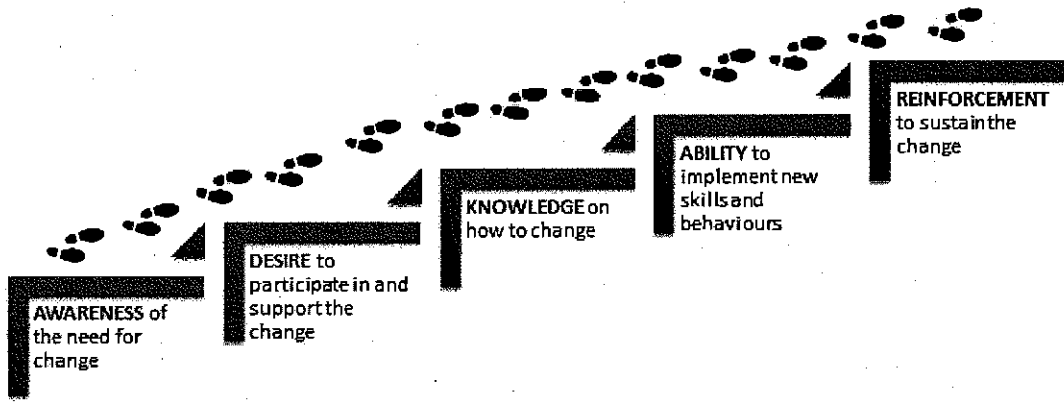 AWARENESS of
the need for
change
DESIRE to
participate in and
support the
change
KNOWLEDGE on
how to change
ABILITY to
implement new
skills and
behaviours
REINFORCEMENT
to sustain the
change